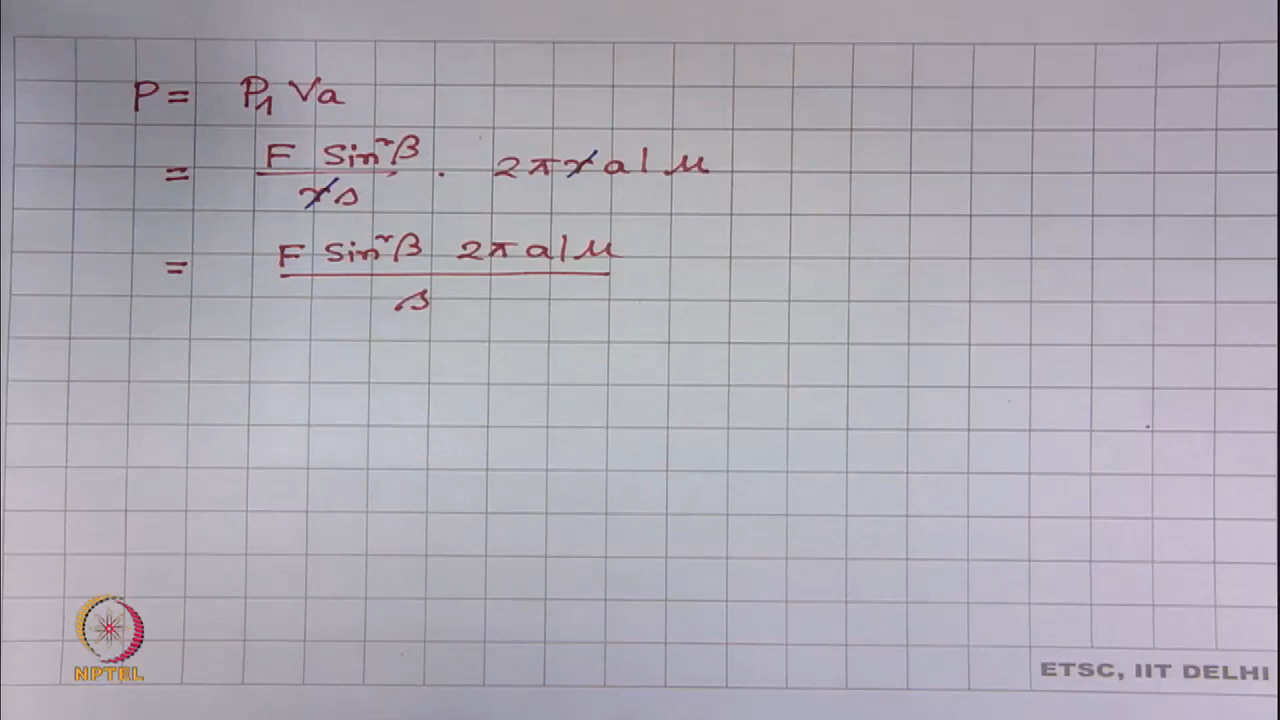 P = P₁ Va
= F Sin²β / r s . 2π r a l μ
= F Sin²β 2π a l μ / s
NPTEL
ETSC, IIT DELHI